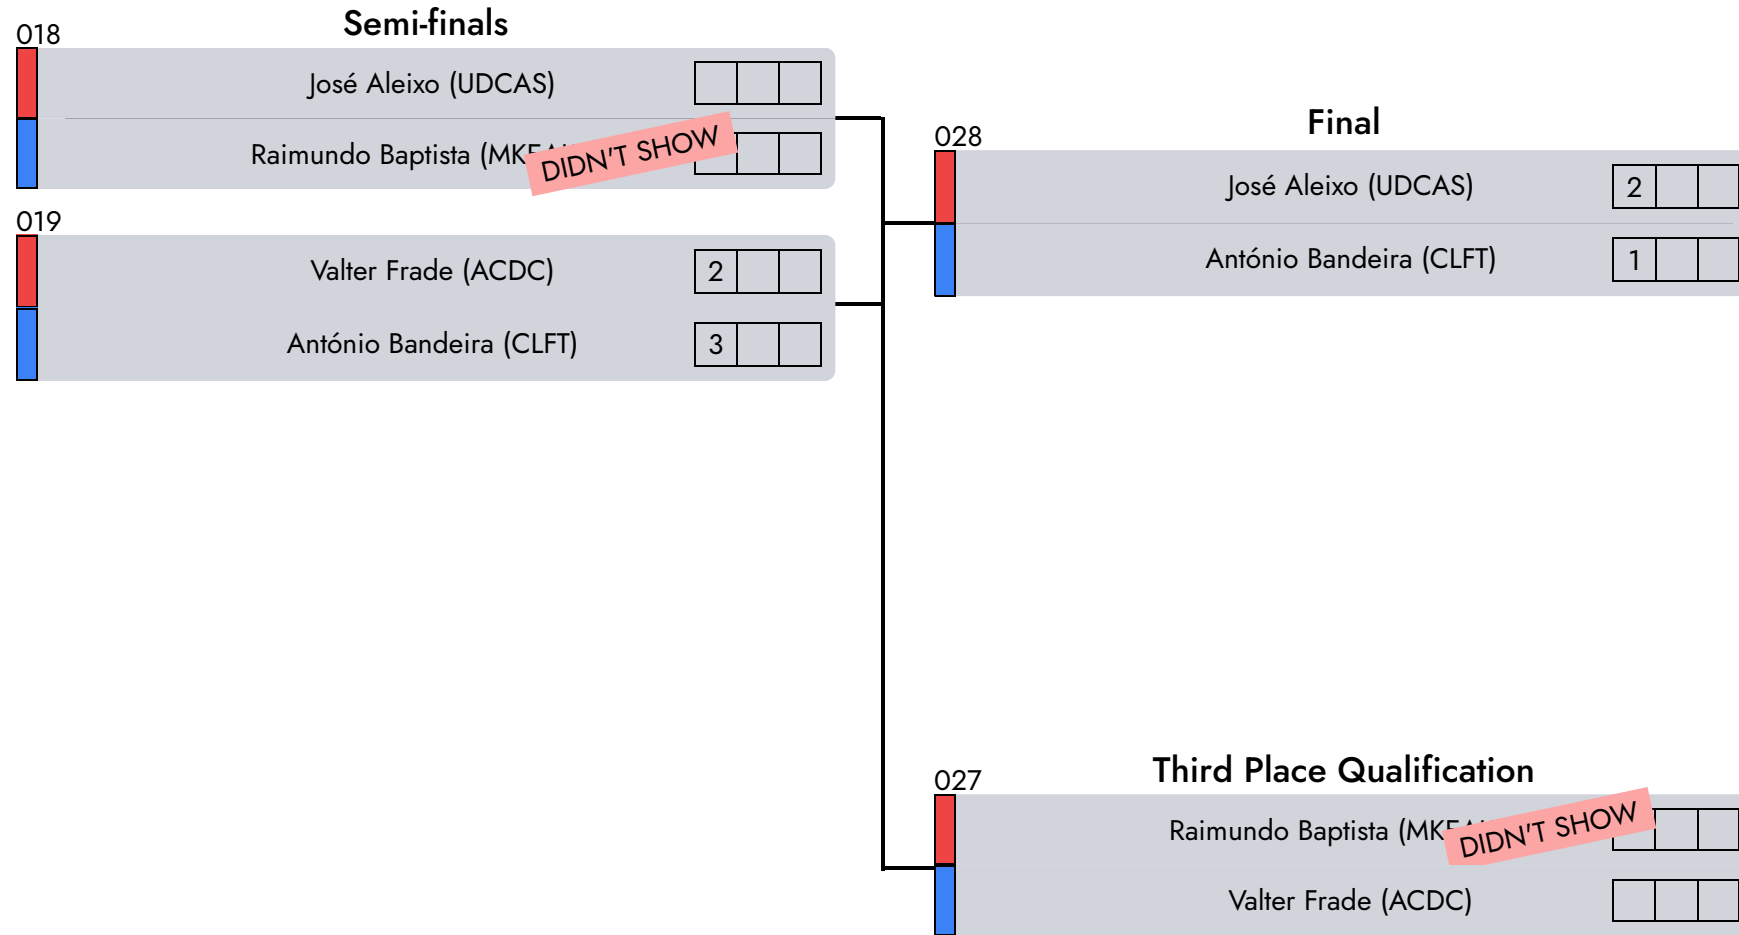 Semi-finals
018
José Aleixo (UDCAS)
Raimundo Baptista
DIDN'T SHOW
019
Valter Frade (ACDC) 2
António Bandeira (CLFT) 3
Final
028
José Aleixo (UDCAS) 2
António Bandeira (CLFT) 1
Third Place Qualification
027
Raimundo Baptista
DIDN'T SHOW
Valter Frade (ACDC)